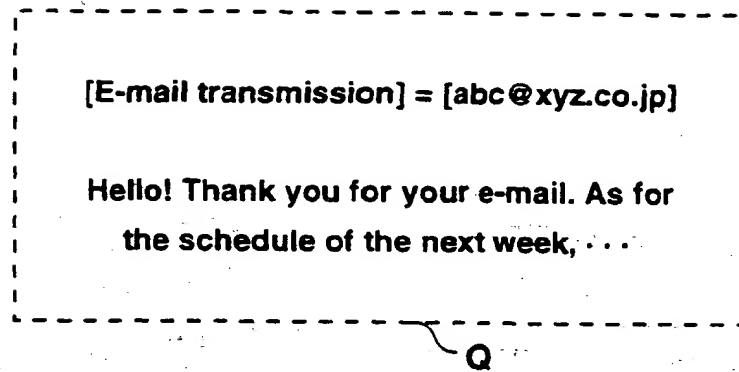 [E-mail transmission] = [abc@xyz.co.jp]
Hello! Thank you for your e-mail. As for
the schedule of the next week, · · ·
Q